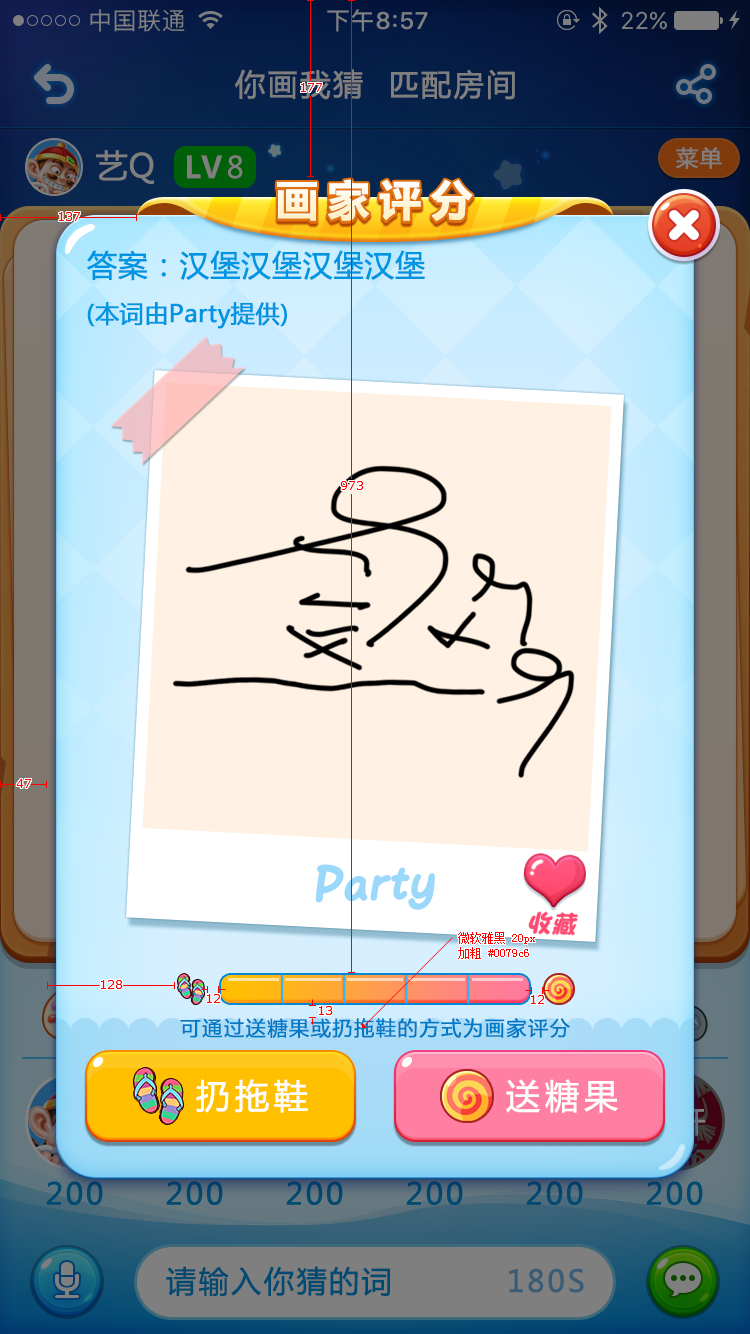 中国联通 下午8:57 22%
你画我猜 匹配房间
177
艺Q LV8 菜单
画家评分
137
答案：汉堡汉堡汉堡汉堡
(本词由Party提供)
973
47
Party
收藏
微软雅黑 20px
加粗 #0079c6
128
12
12
13
可通过送糖果或扔拖鞋的方式为画家评分
扔拖鞋 送糖果
200 200 200 200 200 200
请输入你猜的词 180S